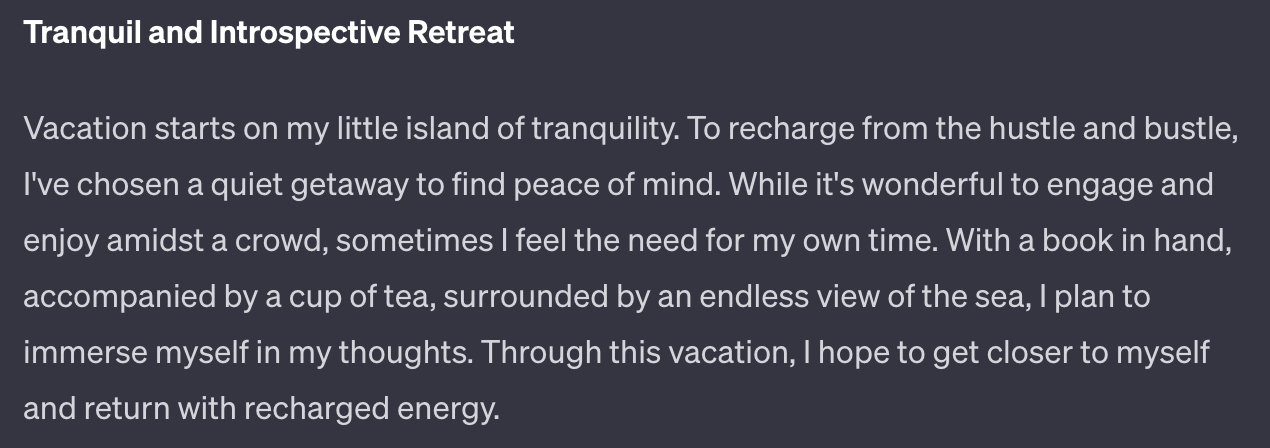 Tranquil and Introspective Retreat
Vacation starts on my little island of tranquility. To recharge from the hustle and bustle,
I've chosen a quiet getaway to find peace of mind. While it's wonderful to engage and
enjoy amidst a crowd, sometimes I feel the need for my own time. With a book in hand,
accompanied by a cup of tea, surrounded by an endless view of the sea, I plan to
immerse myself in my thoughts. Through this vacation, I hope to get closer to myself
and return with recharged energy.